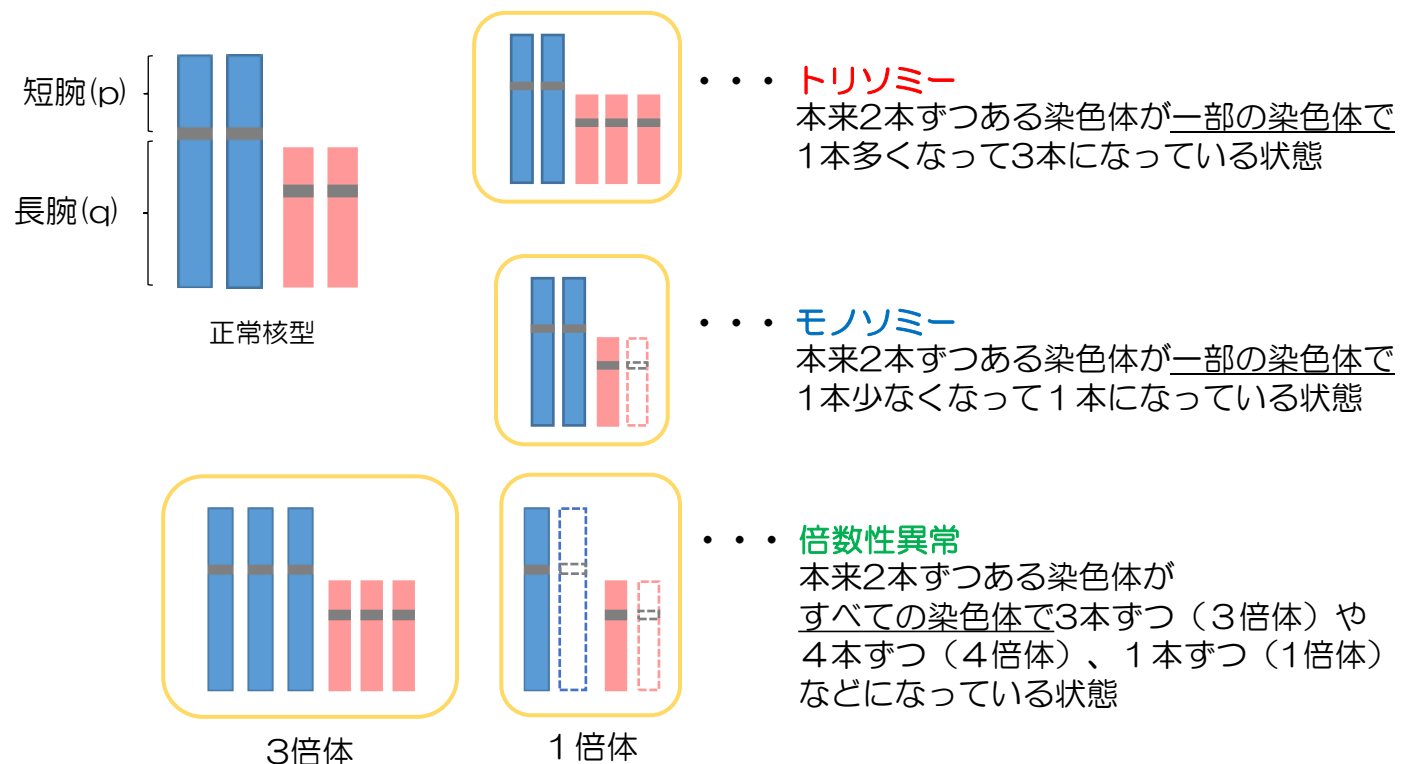 短腕(p)
長腕(q)
正常核型
・・・ トリソミー
本来2本ずつある染色体が一部の染色体で
1本多くなって3本になっている状態
・・・ モノソミー
本来2本ずつある染色体が一部の染色体で
1本少なくなって１本になっている状態
3倍体
１倍体
・・・ 倍数性異常
本来2本ずつある染色体が
すべての染色体で3本ずつ（３倍体）や
４本ずつ（４倍体）、１本ずつ（1倍体）
などになっている状態